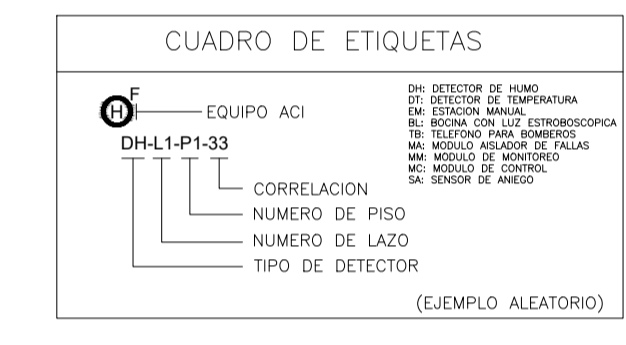 CUADRO DE ETIQUETAS
F
H
EQUIPO ACI
DH-L1-P1-33
CORRELACION
NUMERO DE PISO
NUMERO DE LAZO
TIPO DE DETECTOR
DH: DETECTOR DE HUMO
DT: DETECTOR DE TEMPERATURA
EM: ESTACION MANUAL
BL: BOCINA CON LUZ ESTROBOSCOPICA
TB: TELEFONO PARA BOMBEROS
MA: MODULO AISLADOR DE FALLAS
MM: MODULO DE MONITOREO
MC: MODULO DE CONTROL
SA: SENSOR DE ANIEGO
(EJEMPLO ALEATORIO)